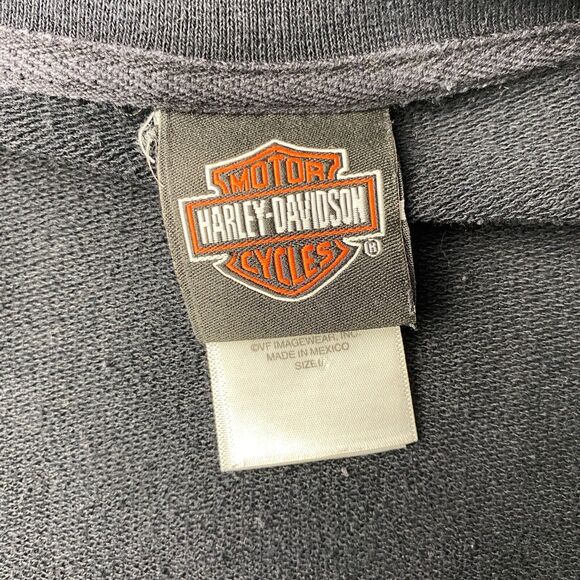 MOTOR
HARLEY-DAVIDSON
CYCLES
®
©VF IMAGEWEAR, INC.
MADE IN MEXICO
SIZE